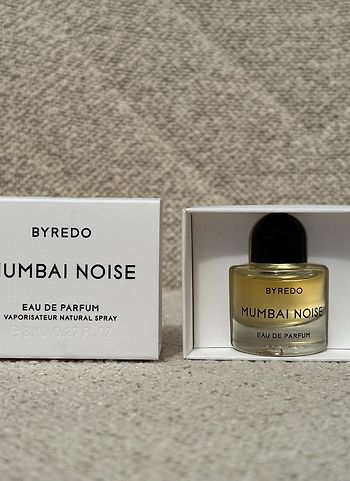 BYREDO
MUMBAI NOISE
EAU DE PARFUM
VAPORISATEUR NATURAL SPRAY
BYREDO
MUMBAI NOISE
EAU DE PARFUM